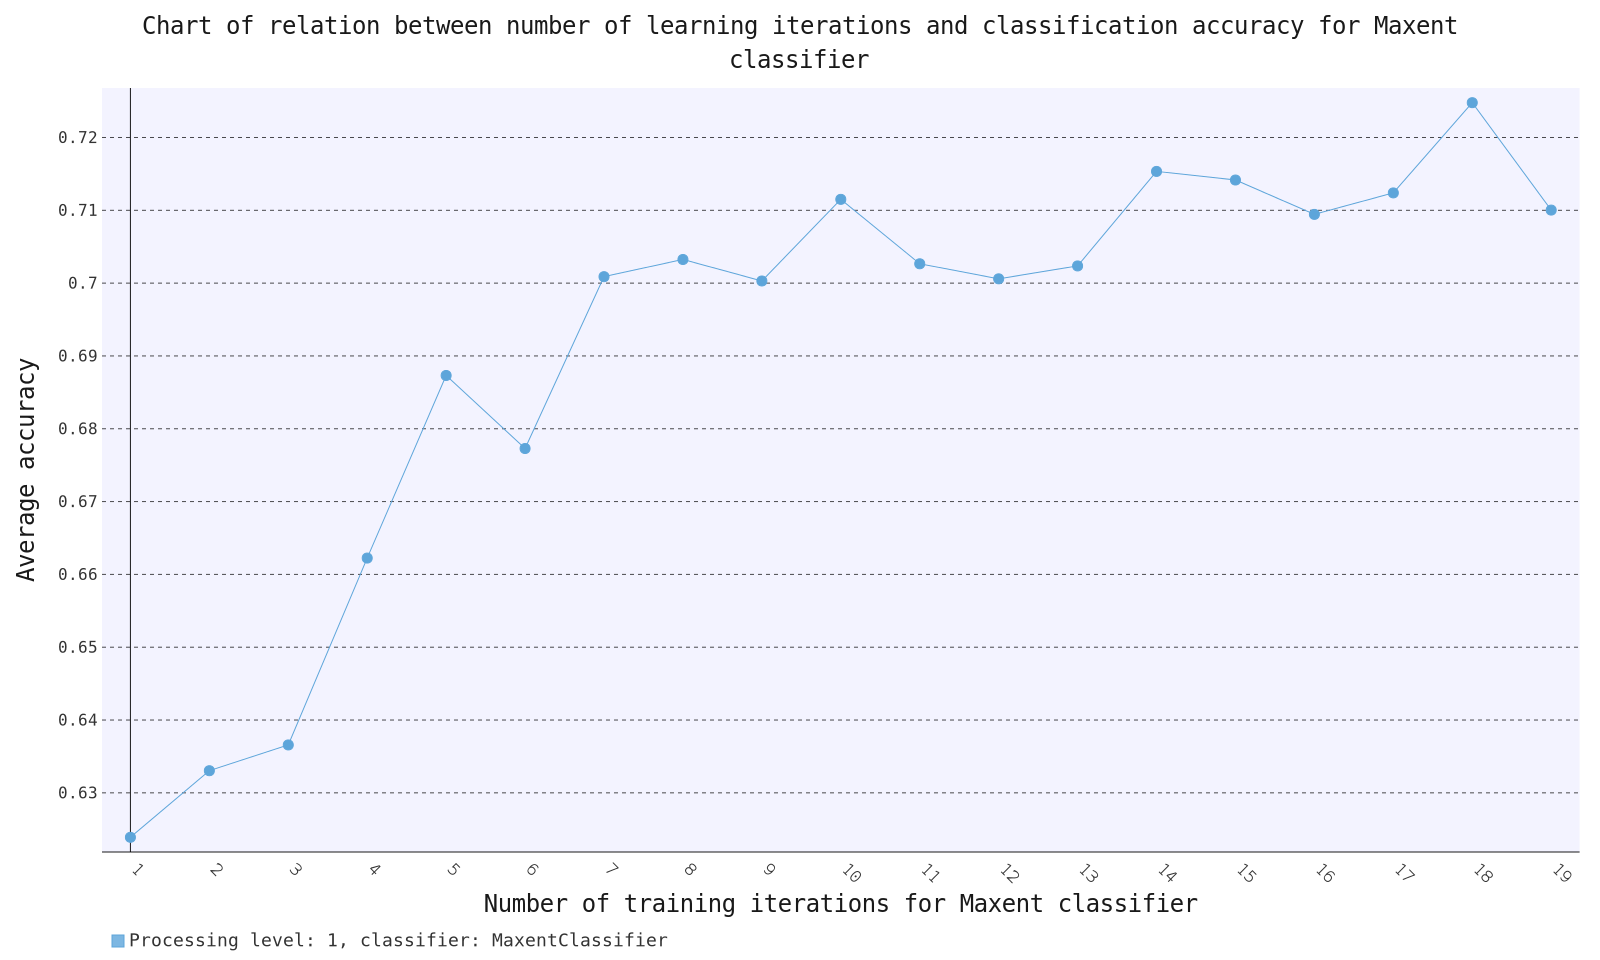 Chart of relation between number of learning iterations and classification accuracy for Maxent
classifier
0.72
0.71
0.7
0.69
0.68
0.67
0.66
0.65
0.64
0.63
Average accuracy
1 2 3 4 5 6 7 8 9 10 11 12 13 14 15 16 17 18 19
Number of training iterations for Maxent classifier
Processing level: 1, classifier: MaxentClassifier